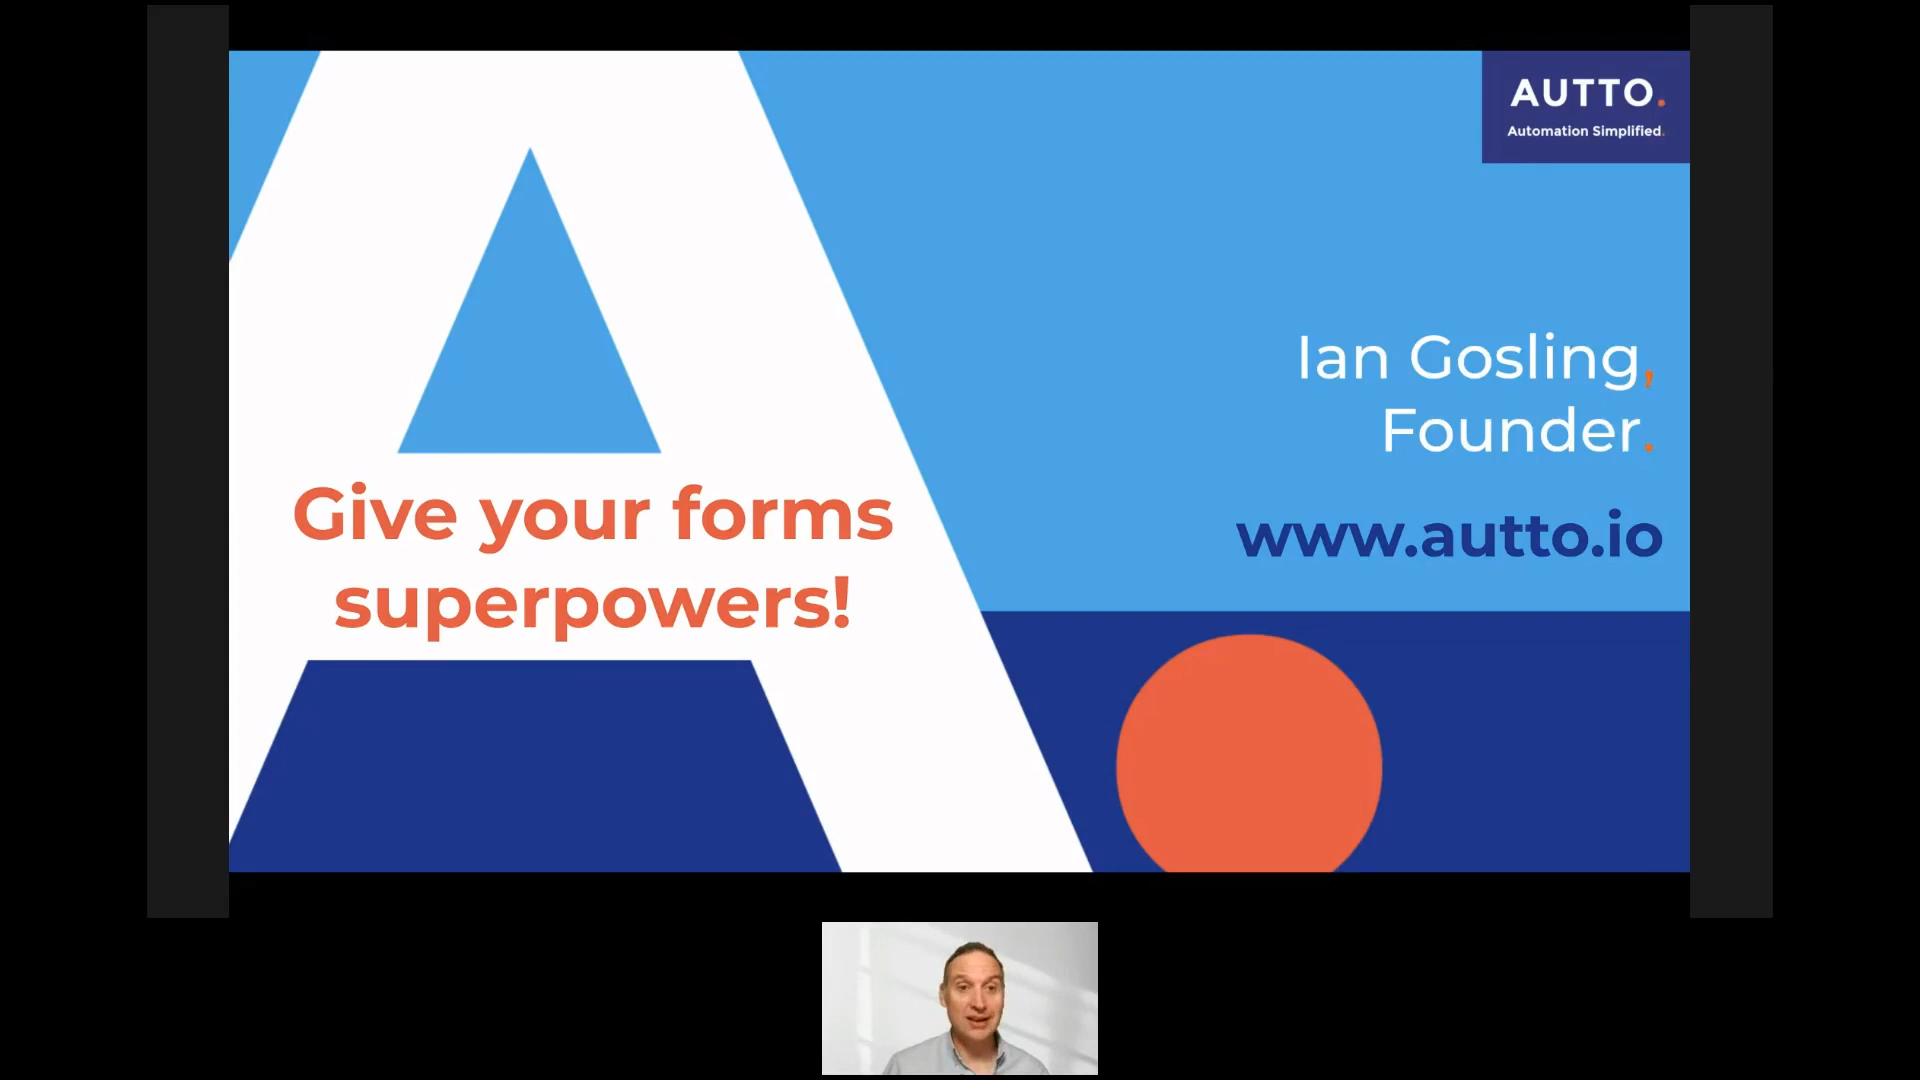 AUTTO.
Automation Simplified.
Ian Gosling,
Founder.
www.autto.io
Give your forms
superpowers!